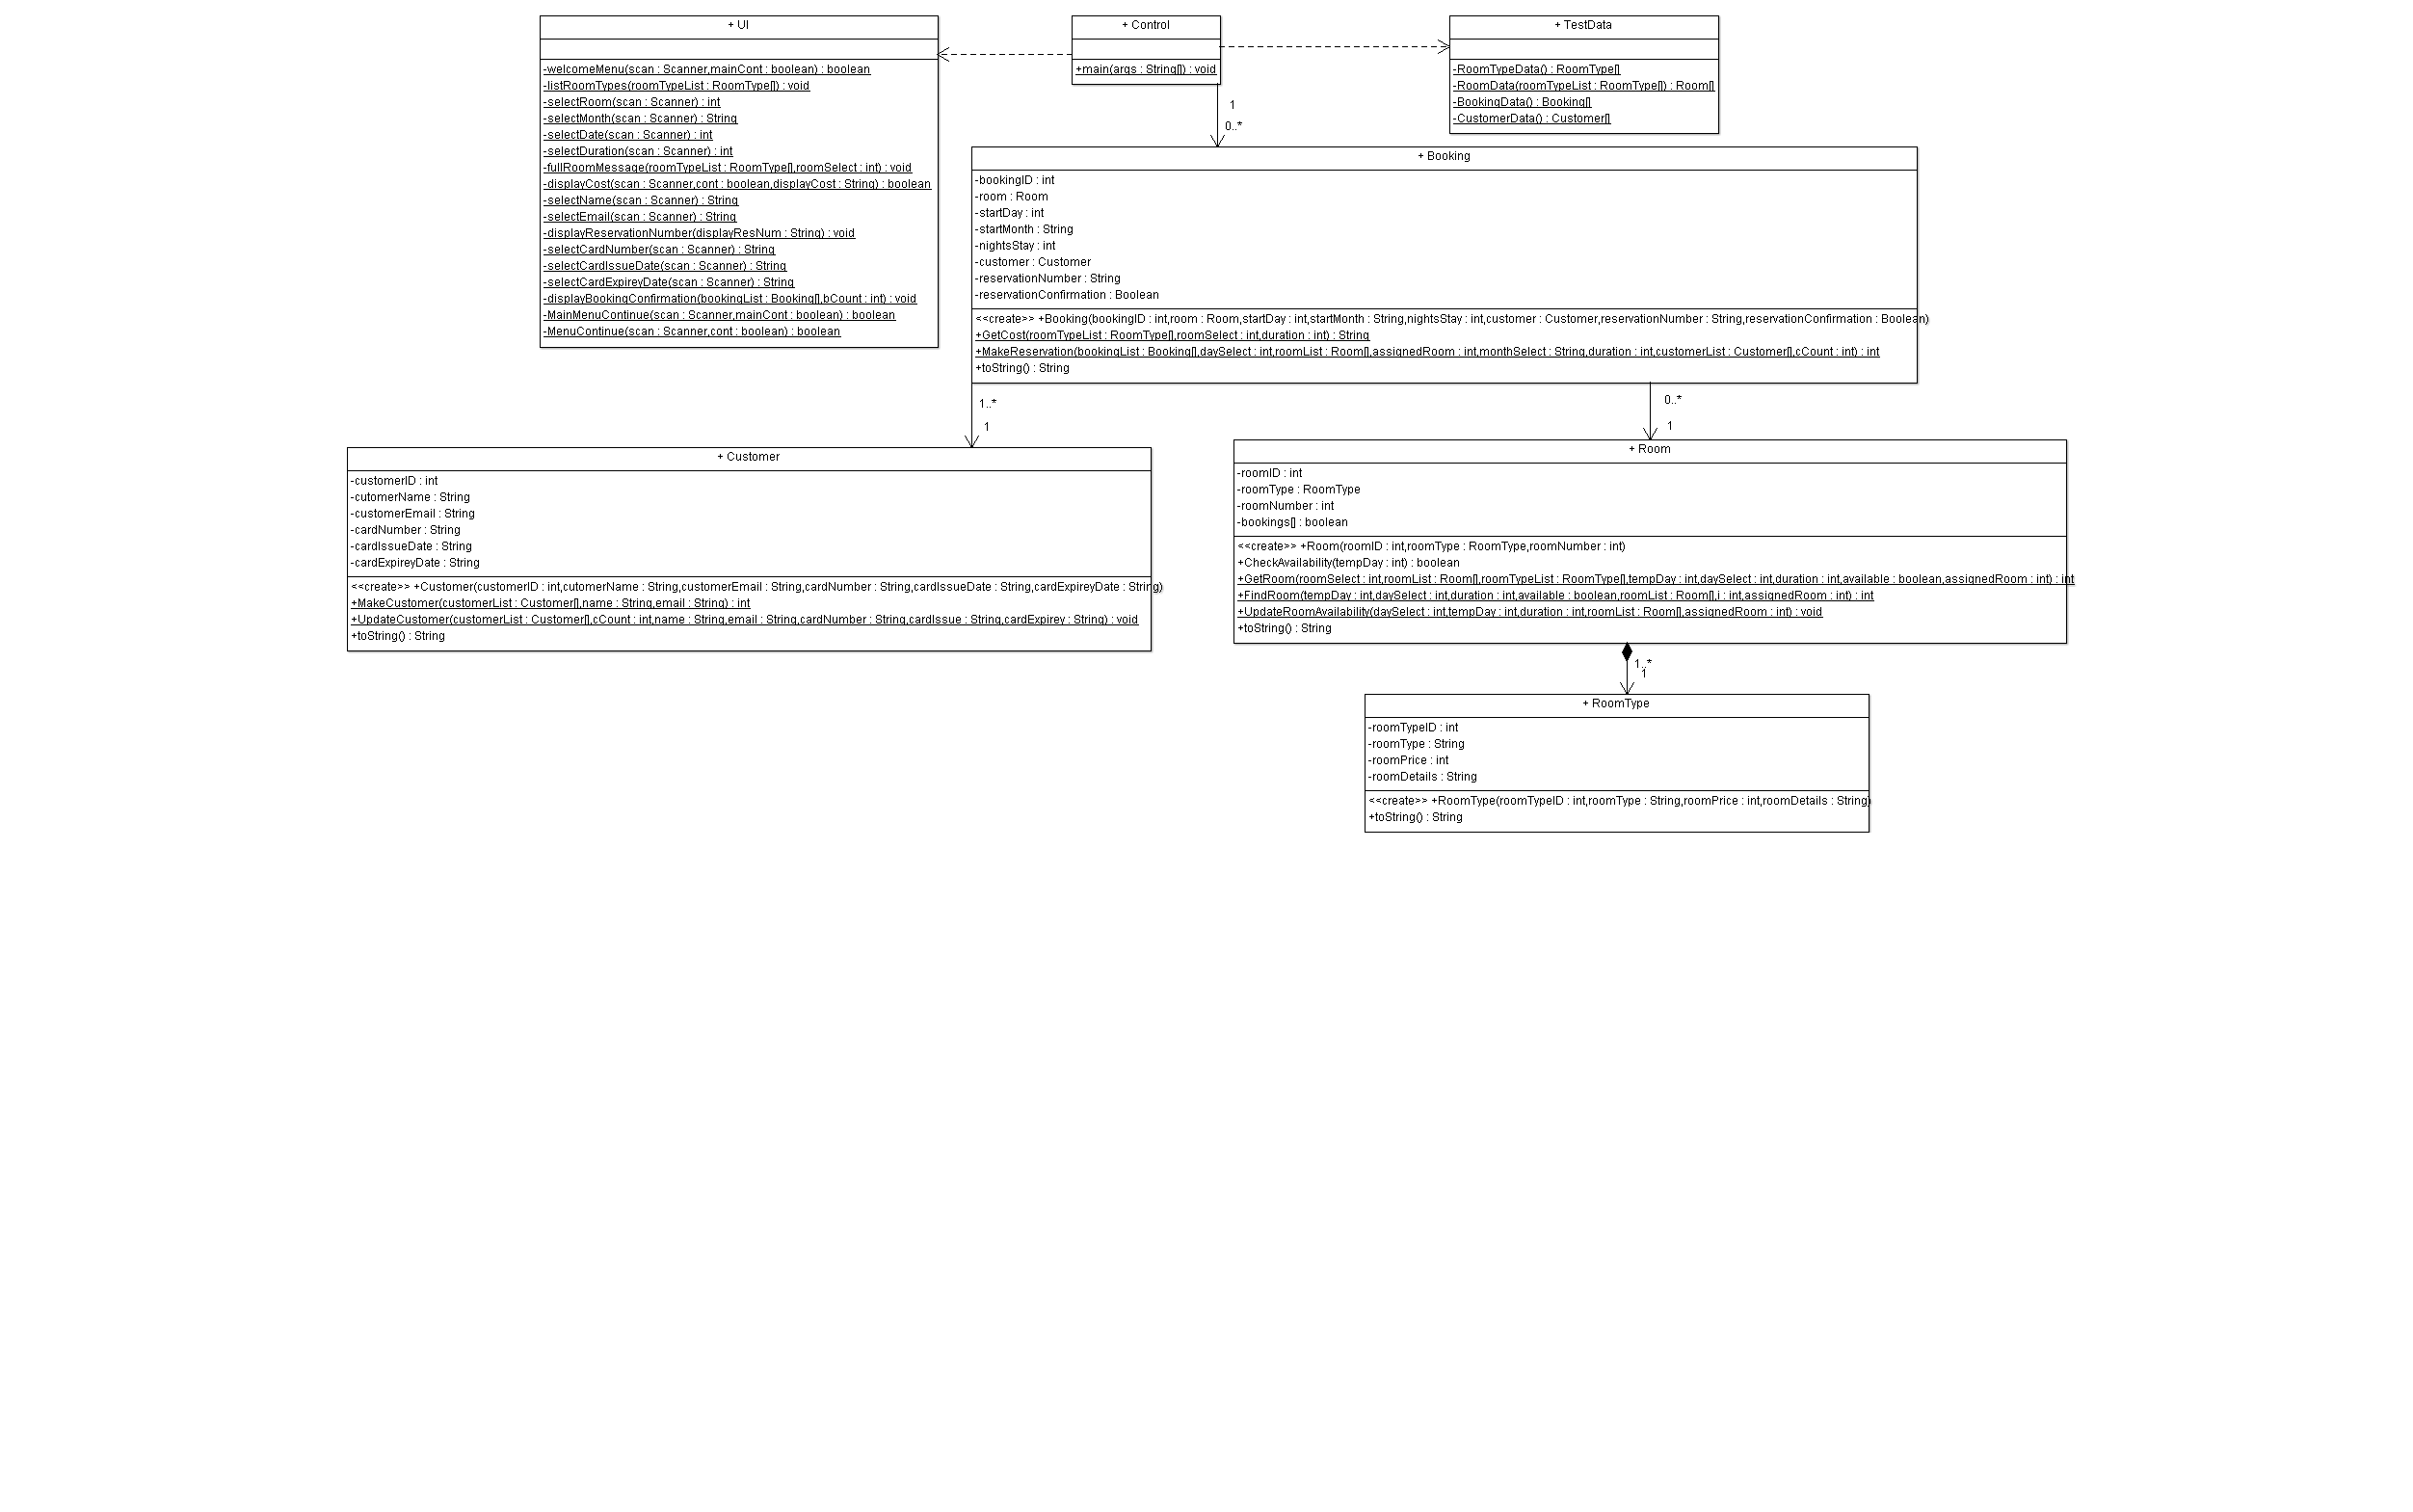 + UI
-welcomeMenu(scan : Scanner,mainCont : boolean) : boolean
-listRoomTypes(roomTypeList : RoomType[]) : void
-selectRoom(scan : Scanner) : int
-selectMonth(scan : Scanner) : String
-selectDate(scan : Scanner) : int
-selectDuration(scan : Scanner) : int
-fullRoomMessage(roomTypeList : RoomType[],roomSelect : int) : void
-displayCost(scan : Scanner,cont : boolean,displayCost : String) : boolean
-selectName(scan : Scanner) : String
-selectEmail(scan : Scanner) : String
-displayReservationNumber(displayResNum : String) : void
-selectCardNumber(scan : Scanner) : String
-selectCardIssueDate(scan : Scanner) : String
-selectCardExpireyDate(scan : Scanner) : String
-displayBookingConfirmation(bookingList : Booking[],bCount : int) : void
-MainMenuContinue(scan : Scanner,mainCont : boolean) : boolean
-MenuContinue(scan : Scanner,cont : boolean) : boolean
+ Control
+main(args : String[]) : void
+ TestData
-RoomTypeData() : RoomType[]
-RoomData(roomTypeList : RoomType[]) : Room[]
-BookingData() : Booking[]
-CustomerData() : Customer[]
1
0..*
+ Booking
-bookingID : int
-room : Room
-startDay : int
-startMonth : String
-nightsStay : int
-customer : Customer
-reservationNumber : String
-reservationConfirmation : Boolean
<<create>> +Booking(bookingID : int,room : Room,startDay : int,startMonth : String,nightsStay : int,customer : Customer,reservationNumber : String,reservationConfirmation : Boolean)
+GetCost(roomTypeList : RoomType[],roomSelect : int,duration : int) : String
+MakeReservation(bookingList : Booking[],daySelect : int,roomList : Room[],assignedRoom : int,monthSelect : String,duration : int,customerList : Customer[],cCount : int) : int
+toString() : String
1..*
1
0..*
1
+ Customer
-customerID : int
-cutomerName : String
-customerEmail : String
-cardNumber : String
-cardIssueDate : String
-cardExpireyDate : String
<<create>> +Customer(customerID : int,cutomerName : String,customerEmail : String,cardNumber : String,cardIssueDate : String,cardExpireyDate : String)
+MakeCustomer(customerList : Customer[],name : String,email : String) : int
+UpdateCustomer(customerList : Customer[],cCount : int,name : String,email : String,cardNumber : String,cardIssue : String,cardExpirey : String) : void
+toString() : String
+ Room
-roomID : int
-roomType : RoomType
-roomNumber : int
-bookings[] : boolean
<<create>> +Room(roomID : int,roomType : RoomType,roomNumber : int)
+CheckAvailability(tempDay : int) : boolean
+GetRoom(roomSelect : int,roomList : Room[],roomTypeList : RoomType[],tempDay : int,daySelect : int,duration : int,available : boolean,assignedRoom : int) : int
+FindRoom(tempDay : int,daySelect : int,duration : int,available : boolean,roomList : Room[],i : int,assignedRoom : int) : int
+UpdateRoomAvailability(daySelect : int,tempDay : int,duration : int,roomList : Room[],assignedRoom : int) : void
+toString() : String
1..*
1
+ RoomType
-roomTypeID : int
-roomType : String
-roomPrice : int
-roomDetails : String
<<create>> +RoomType(roomTypeID : int,roomType : String,roomPrice : int,roomDetails : String)
+toString() : String